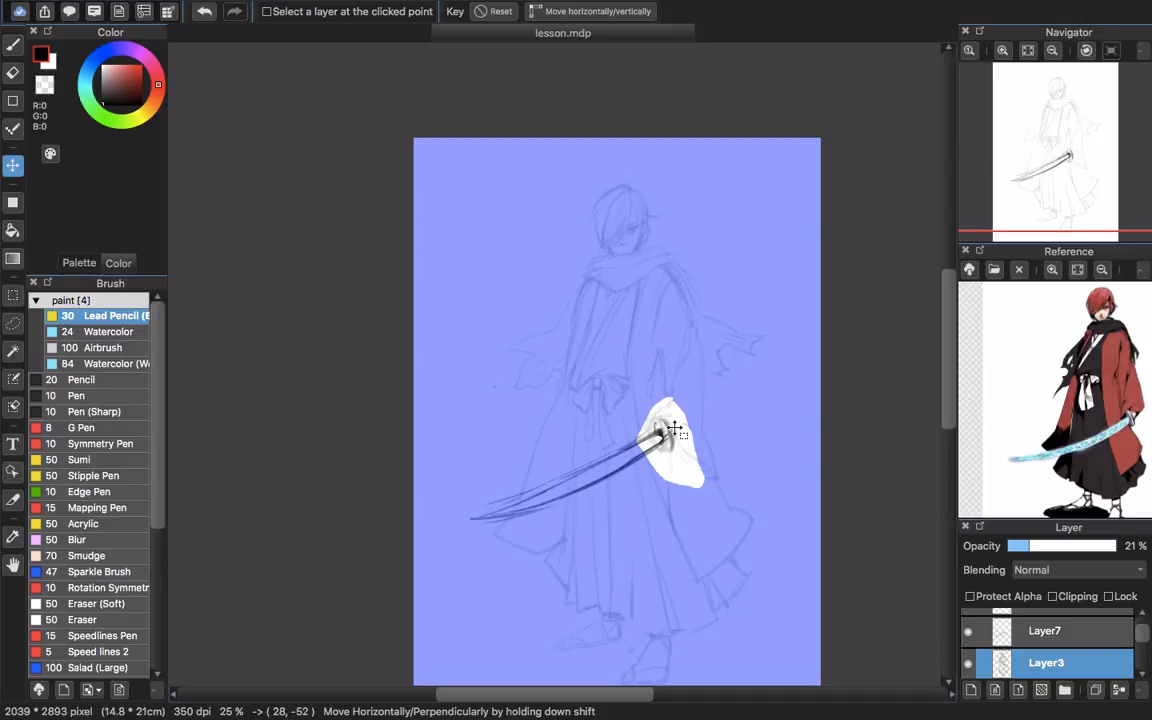 Select a layer at the clicked point Key Reset Move horizontally/vertically
lesson.mdp
Color
R:0
G:0
B:0
Palette Color
Brush
paint [4]
30 Lead Pencil (B
24 Watercolor
100 Airbrush
84 Watercolor (W
20 Pencil
10 Pen
10 Pen (Sharp)
8 G Pen
10 Symmetry Pen
50 Sumi
50 Stipple Pen
10 Edge Pen
15 Mapping Pen
50 Acrylic
50 Blur
70 Smudge
47 Sparkle Brush
10 Rotation Symmetr
50 Eraser (Soft)
50 Eraser
15 Speedlines Pen
5 Speed lines 2
100 Salad (Large)
Navigator
Reference
Layer
Opacity 21 %
Blending Normal
Protect Alpha Clipping Lock
Layer7
Layer3
2039 * 2893 pixel (14.8 * 21cm) 350 dpi 25 % -> ( 28, -52 ) Move Horizontally/Perpendicularly by holding down shift